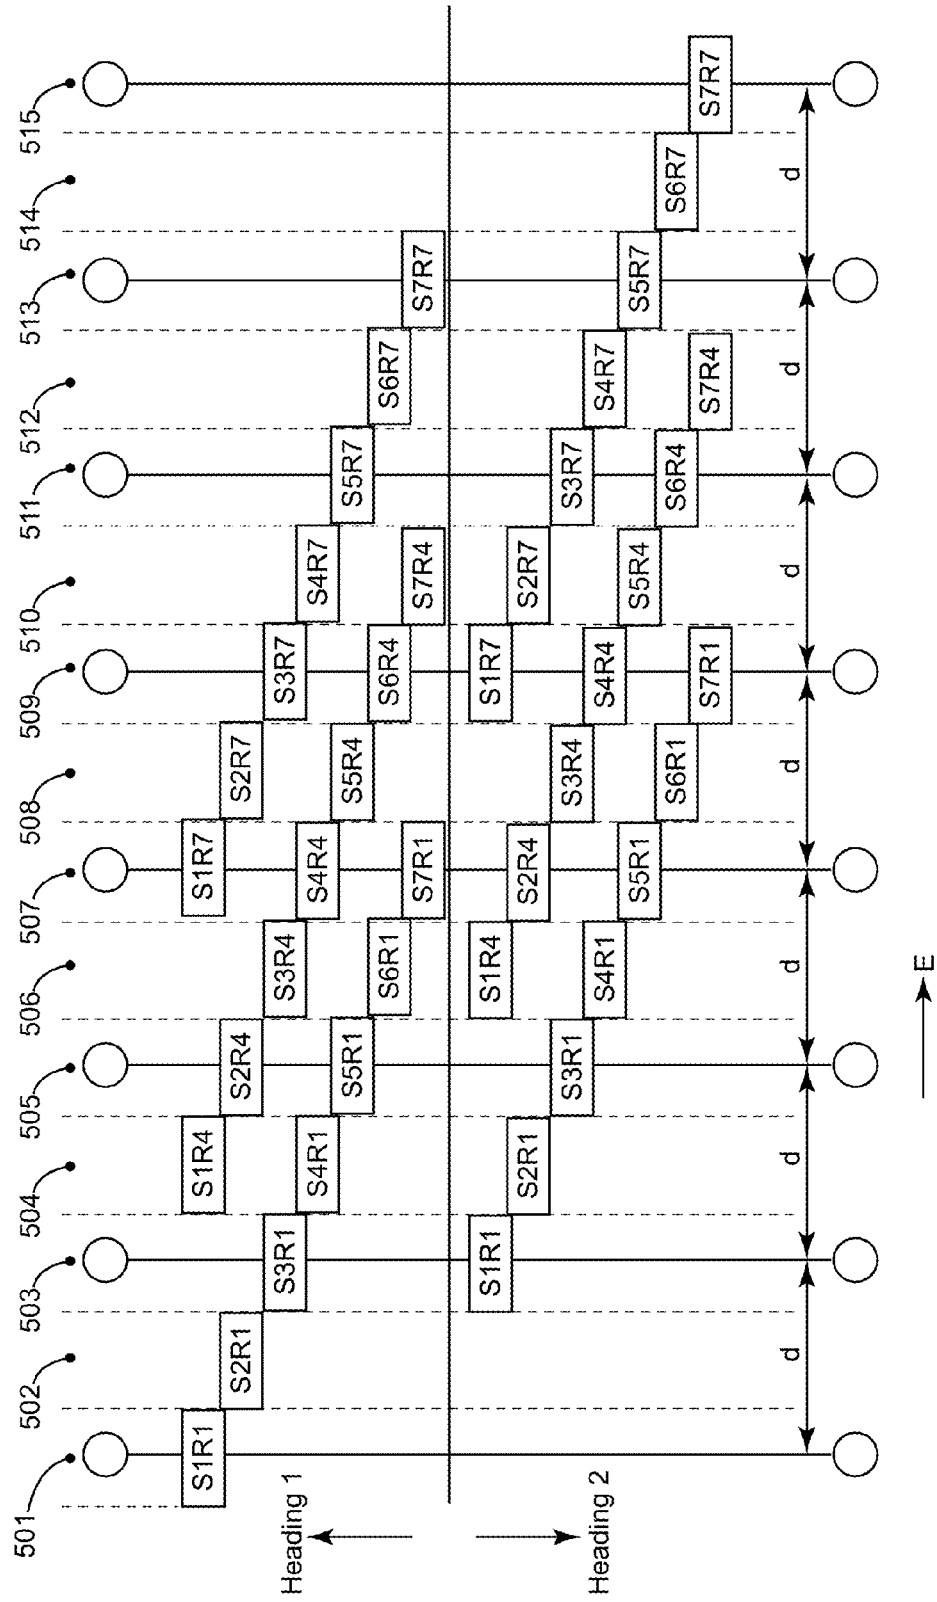 501
502
503
504
505
506
507
508
509
510
511
512
513
514
515
Heading 1
S1R1 S1R4 S1R7
S2R1 S2R4 S2R7
S3R1 S3R4 S3R7
S4R1 S4R4 S4R7
S5R1 S5R4 S5R7
S6R1 S6R4 S6R7
S7R1 S7R4 S7R7
Heading 2
S1R1 S1R4 S1R7
S2R1 S2R4 S2R7
S3R1 S3R4 S3R7
S4R1 S4R4 S4R7
S5R1 S5R4 S5R7
S6R1 S6R4 S6R7
S7R1 S7R4 S7R7
d d d d d d d
E